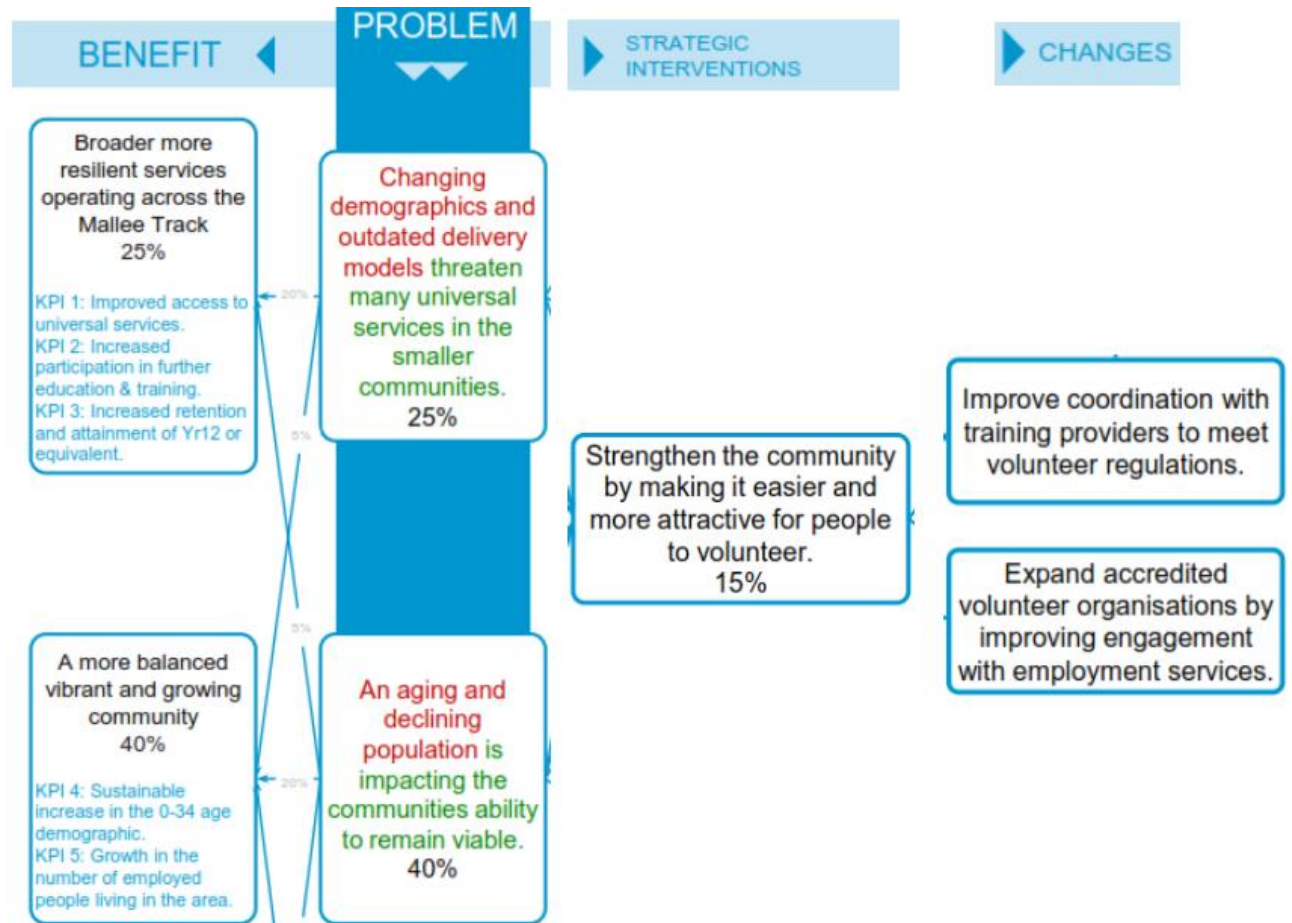 BENEFIT
PROBLEM
STRATEGIC
INTERVENTIONS
CHANGES
Broader more
resilient services
operating across the
Mallee Track
25%
KPI 1: Improved access to
universal services.
KPI 2: Increased
participation in further
education & training.
KPI 3: Increased retention
and attainment of Yr12 or
equivalent.
20%
5%
5%
20%
A more balanced
vibrant and growing
community
40%
KPI 4: Sustainable
increase in the 0-34 age
demographic.
KPI 5: Growth in the
number of employed
people living in the area.
Changing
demographics and
outdated delivery
models threaten
many universal
services in the
smaller
communities.
25%
An aging and
declining
population is
impacting the
communities ability
to remain viable.
40%
Strengthen the community
by making it easier and
more attractive for people
to volunteer.
15%
Improve coordination with
training providers to meet
volunteer regulations.
Expand accredited
volunteer organisations by
improving engagement
with employment services.